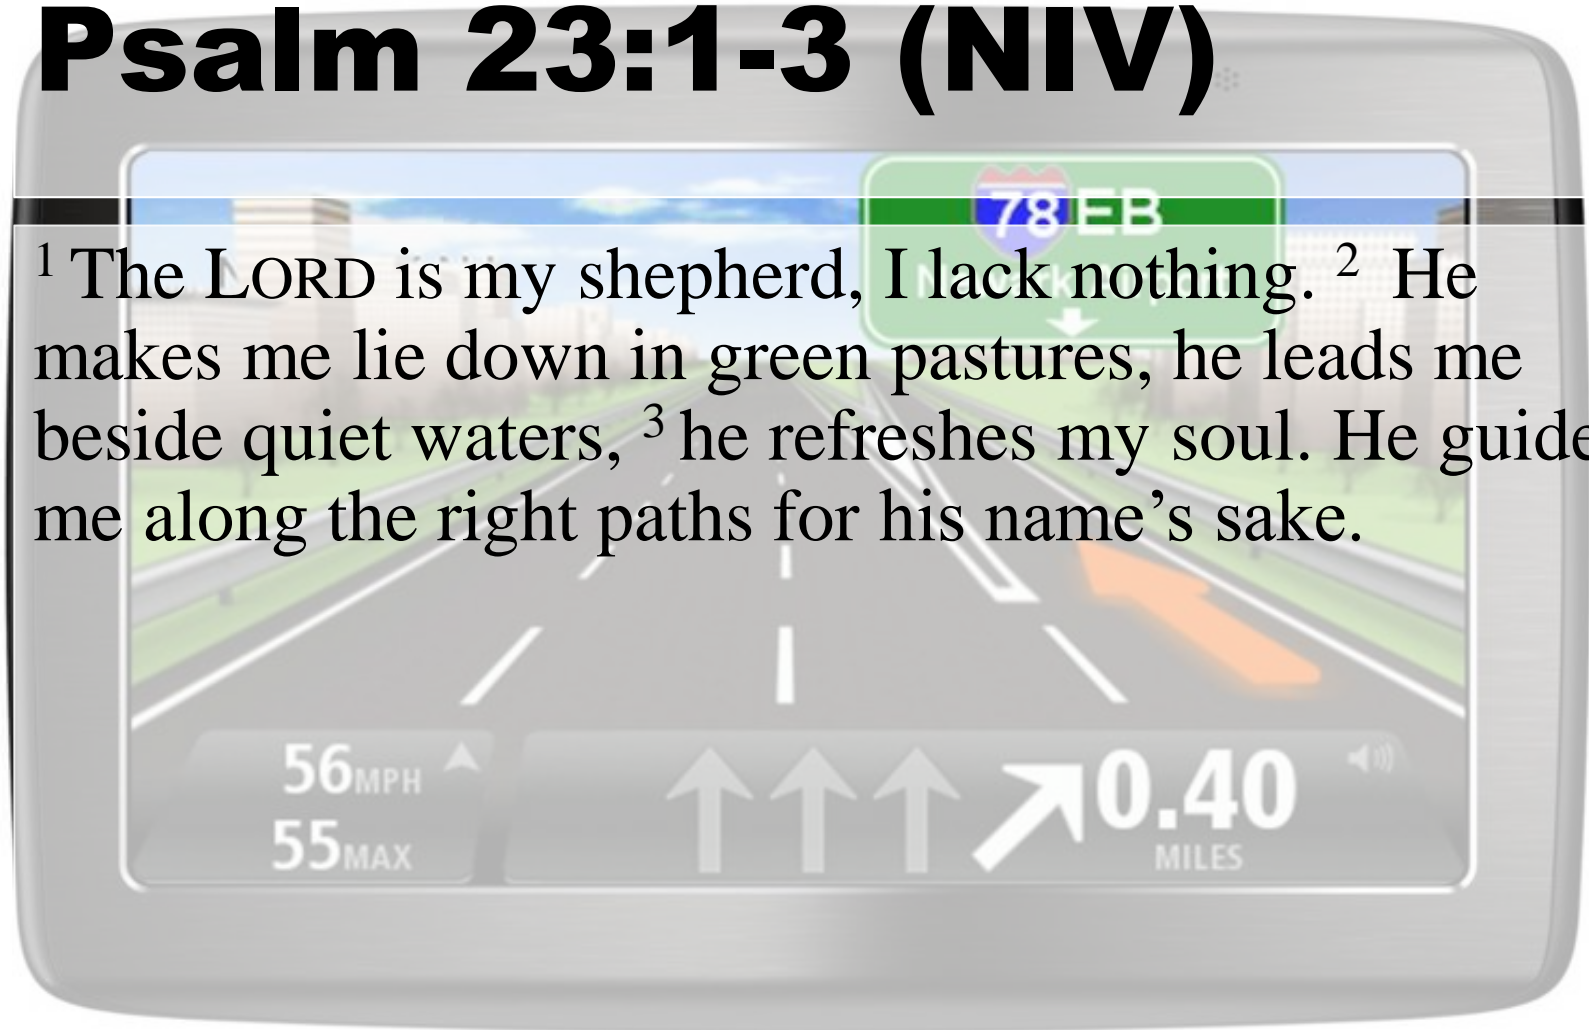 Psalm 23:1-3 (NIV)
78 EB
¹ The LORD is my shepherd, I lack nothing. ² He
makes me lie down in green pastures, he leads me
beside quiet waters, ³ he refreshes my soul. He guide
me along the right paths for his name’s sake.
56MPH
55MAX
0.40
MILES